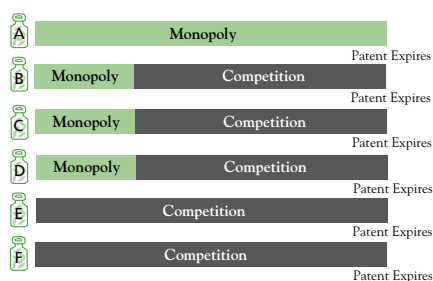 A Monopoly
Patent Expires
B Monopoly Competition
Patent Expires
C Monopoly Competition
Patent Expires
D Monopoly Competition
Patent Expires
E Competition
Patent Expires
F Competition
Patent Expires